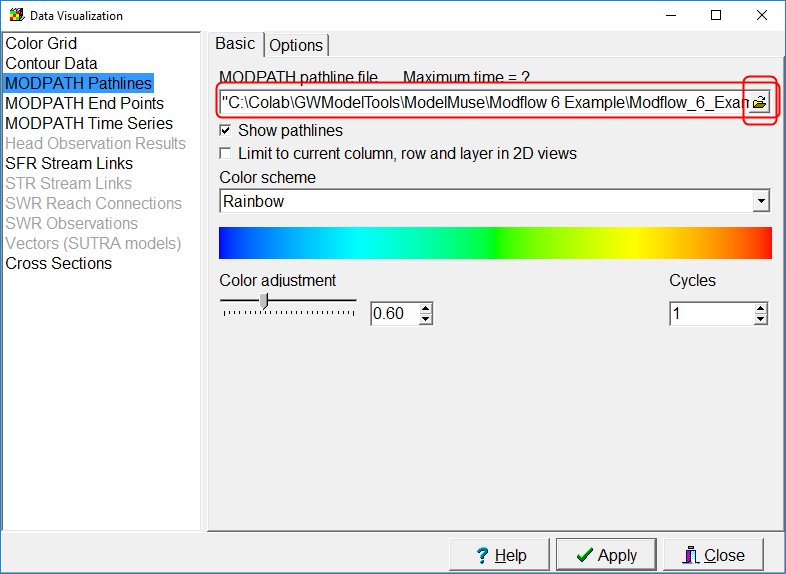 Data Visualization
Color Grid
Contour Data
MODPATH Pathlines
MODPATH End Points
MODPATH Time Series
Head Observation Results
SFR Stream Links
STR Stream Links
SWR Reach Connections
SWR Observations
Vectors (SUTRA models)
Cross Sections
Basic Options
MODPATH pathline file Maximum time = ?
"C:\Colab\GWModelTools\ModelMuse\Modflow 6 Example\Modflow_6_Exam
Show pathlines
Limit to current column, row and layer in 2D views
Color scheme
Rainbow
Color adjustment Cycles
0.60 1
? Help Apply Close